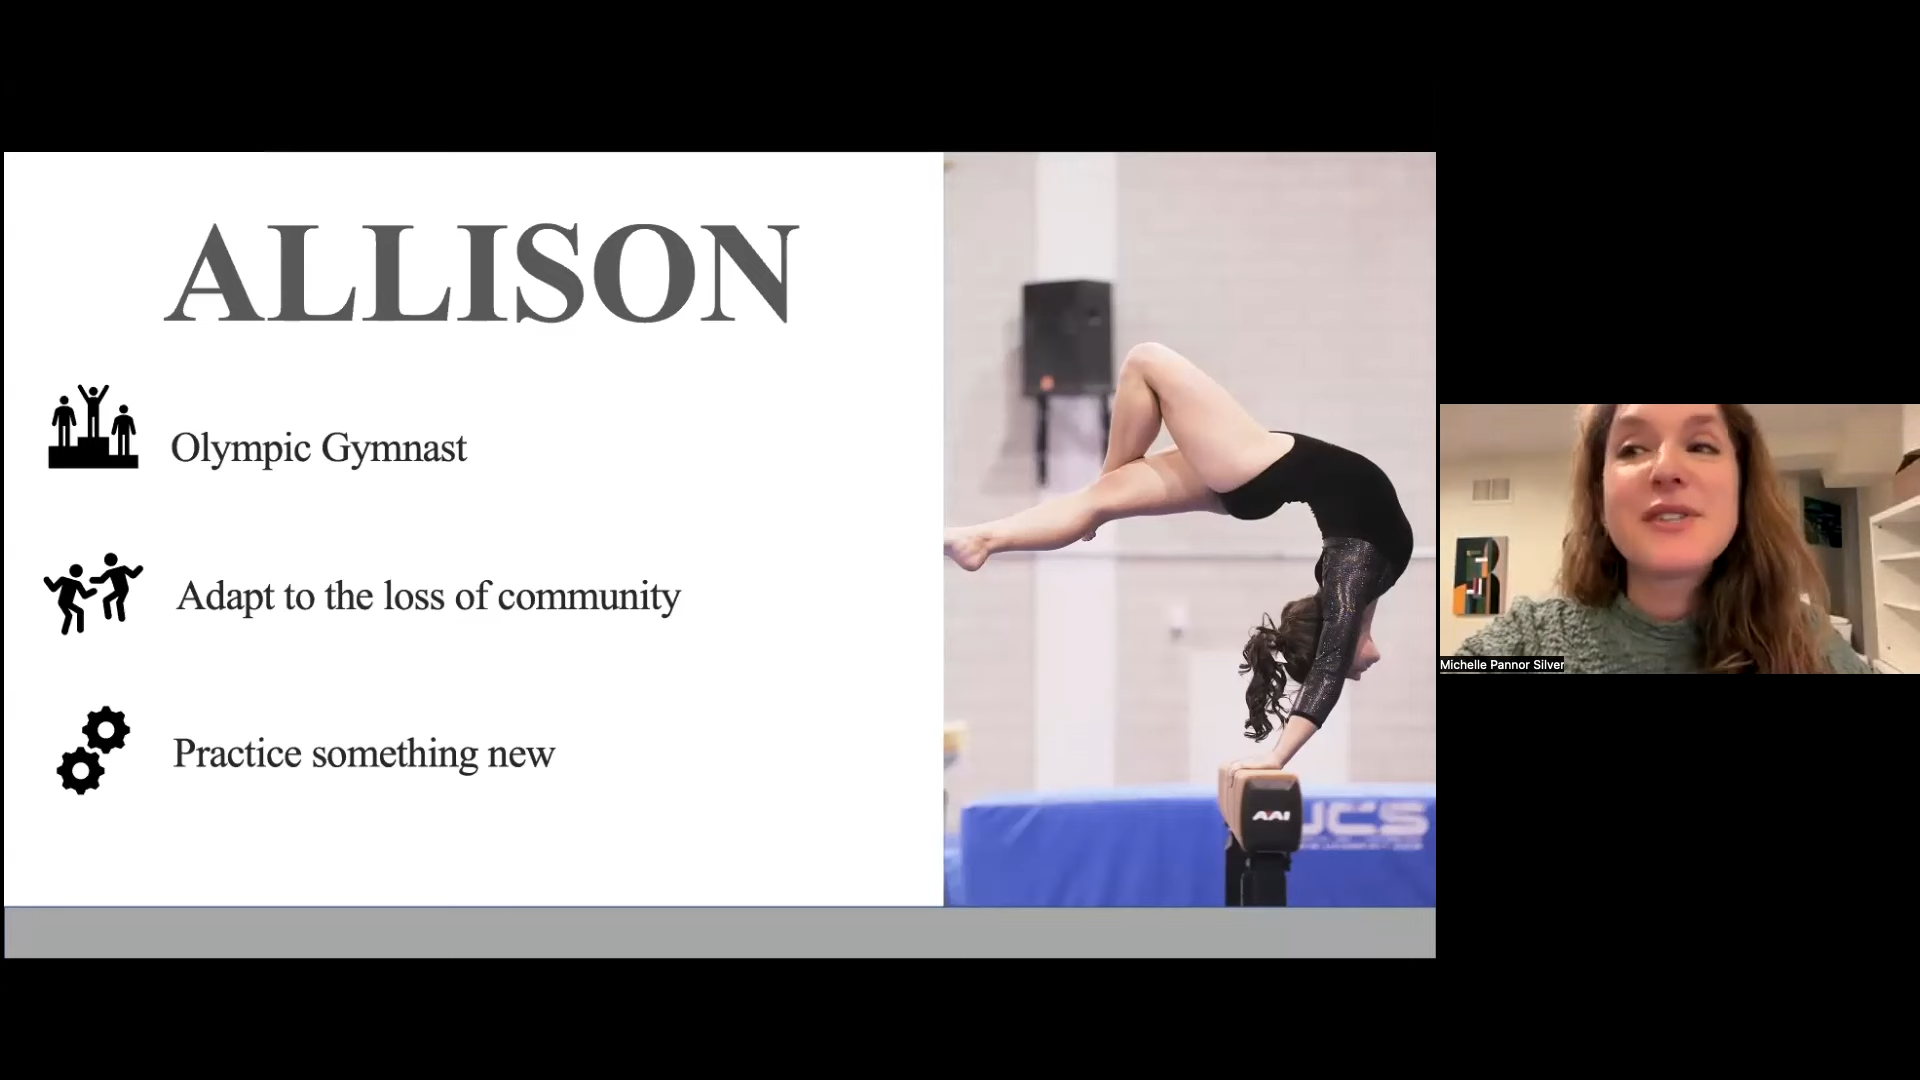 ALLISON
Olympic Gymnast
Adapt to the loss of community
Practice something new
AAI
Michelle Pannor Silver